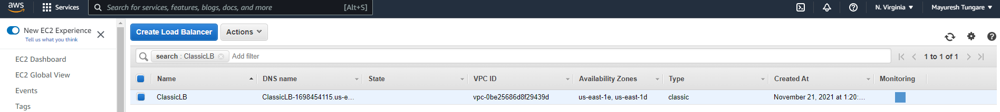 aws Services Search for services, features, blogs, docs, and more [Alt+S] N. Virginia Mayuresh Tungare
New EC2 Experience
Tell us what you think
EC2 Dashboard
EC2 Global View
Events
Tags
Create Load Balancer Actions
search : ClassicLB Add filter 1 to 1 of 1
Name DNS name State VPC ID Availability Zones Type Created At Monitoring
ClassicLB ClassicLB-1698454115.us-e... vpc-0be25686d8f29439d us-east-1e, us-east-1d classic November 21, 2021 at 1:20:...